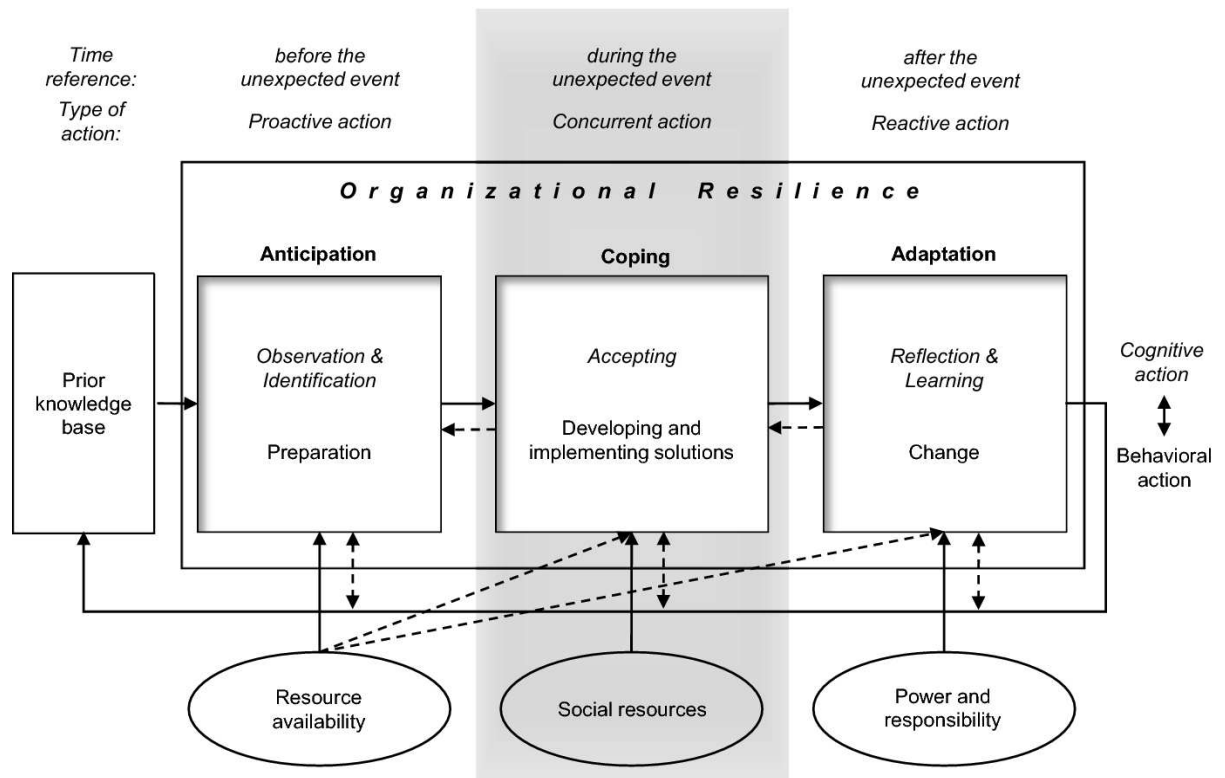 Time
reference:
before the
unexpected event
during the
unexpected event
after the
unexpected event
Type of
action:
Proactive action
Concurrent action
Reactive action
Organizational Resilience
Anticipation
Coping
Adaptation
Prior
knowledge
base
Observation &
Identification
Preparation
Accepting
Developing and
implementing solutions
Reflection &
Learning
Change
Cognitive
action
Behavioral
action
Resource
availability
Social resources
Power and
responsibility